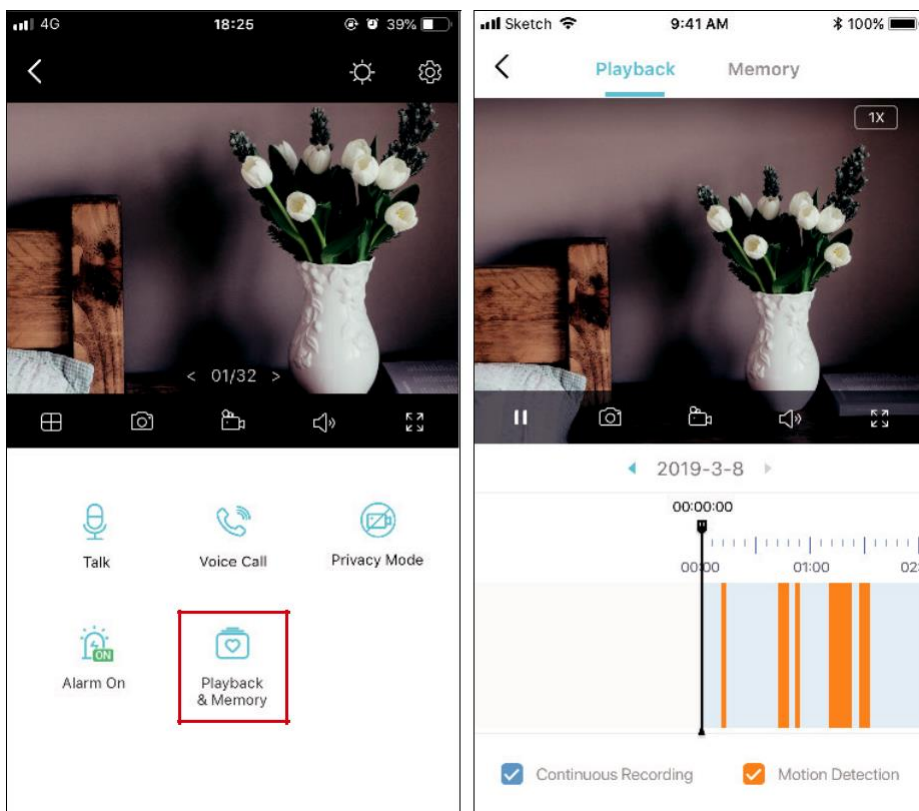 4G
18:25
39%
< 01/32 >
Talk
Voice Call
Privacy Mode
ON
Alarm On
Playback
& Memory
Sketch
9:41 AM
100%
Playback
Memory
1X
2019-3-8
00:00:00
00:00
01:00
02:
Continuous Recording
Motion Detection